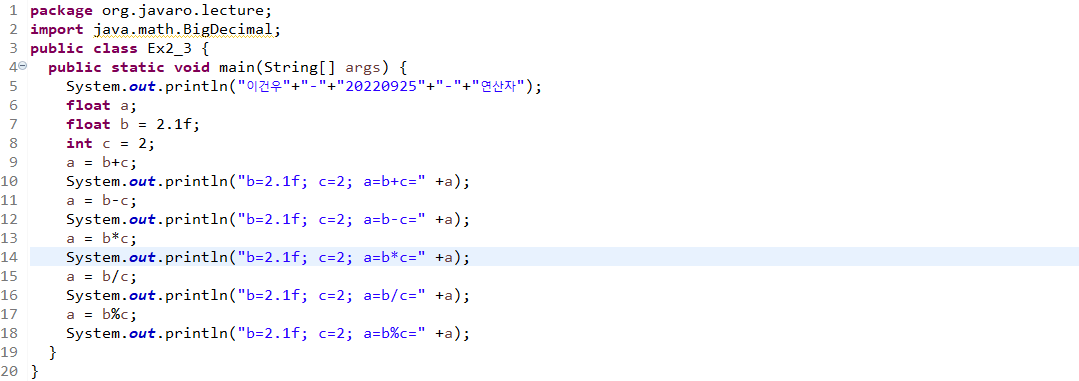 1 package org.javaro.lecture;
2 import java.math.BigDecimal;
3 public class Ex2_3 {
4 public static void main(String[] args) {
5 System.out.println("이건우"+"-"+"20220925"+"-"+"연산자");
6 float a;
7 float b = 2.1f;
8 int c = 2;
9 a = b+c;
10 System.out.println("b=2.1f; c=2; a=b+c=" +a);
11 a = b-c;
12 System.out.println("b=2.1f; c=2; a=b-c=" +a);
13 a = b*c;
14 System.out.println("b=2.1f; c=2; a=b*c=" +a);
15 a = b/c;
16 System.out.println("b=2.1f; c=2; a=b/c=" +a);
17 a = b%c;
18 System.out.println("b=2.1f; c=2; a=b%c=" +a);
19 }
20 }